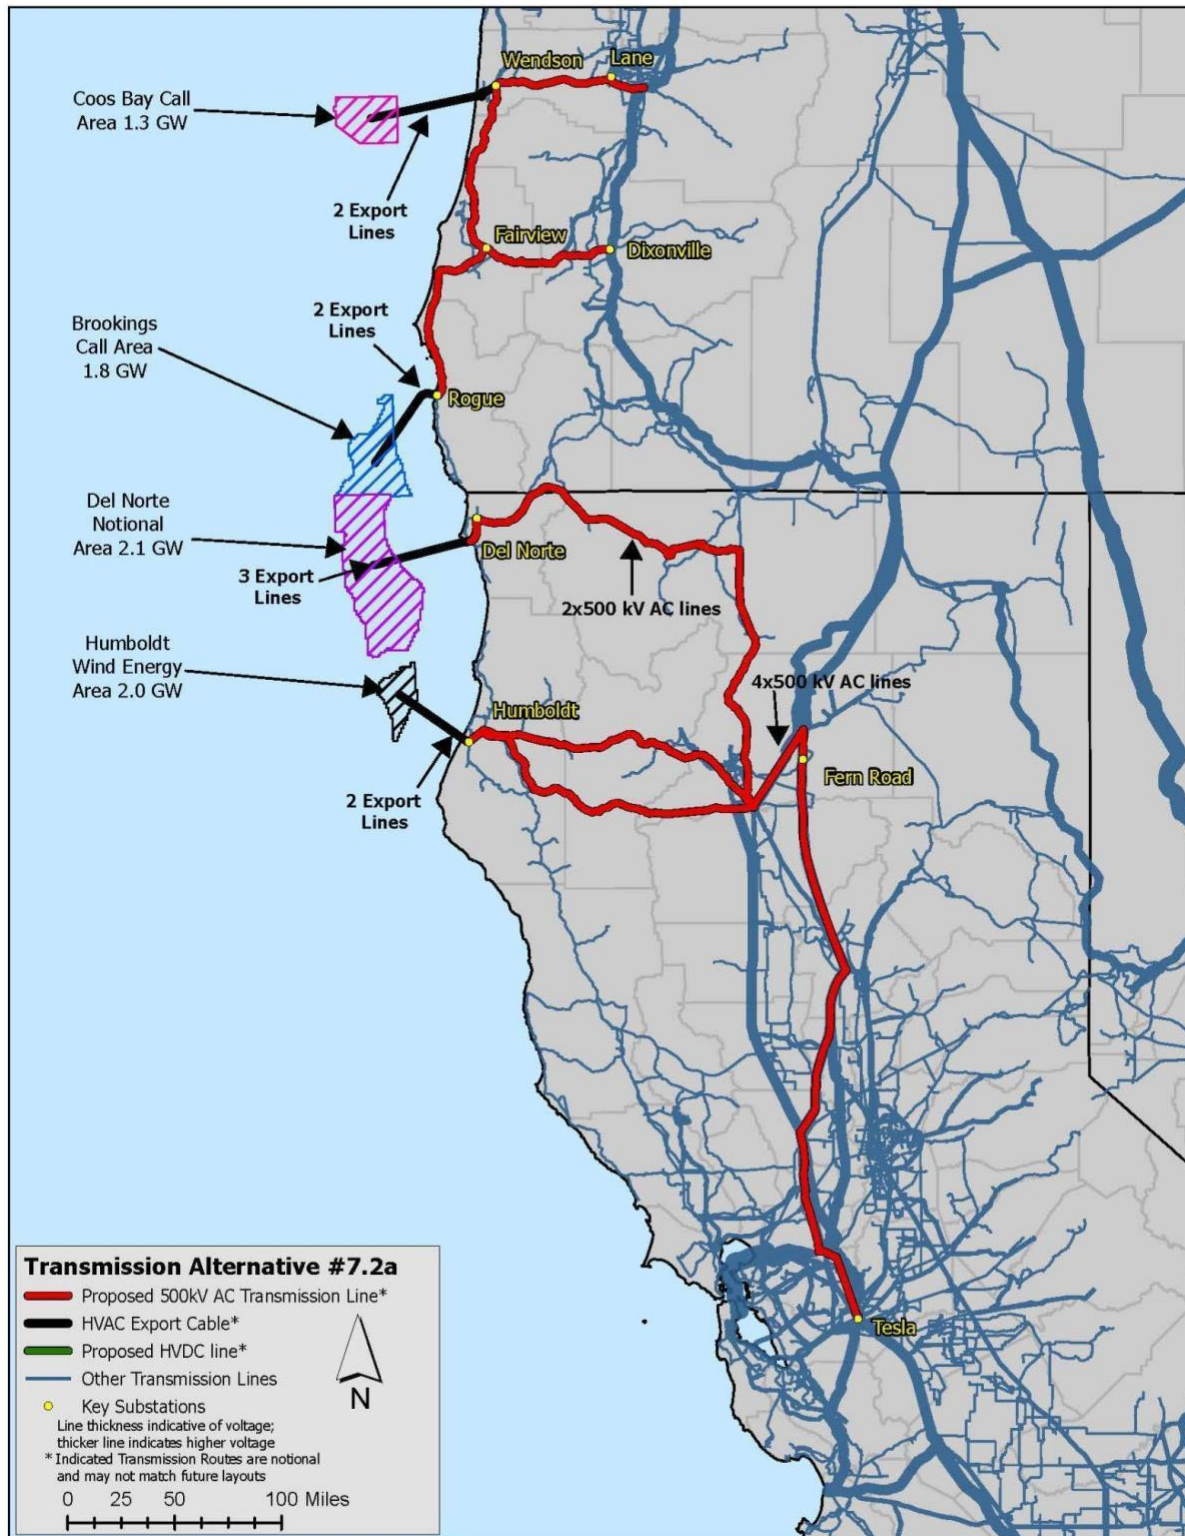 Wendson
Lane
Coos Bay Call
Area 1.3 GW
2 Export
Lines
Fairview
Dixonville
2 Export
Lines
Brookings
Call Area
1.8 GW
Rogue
Del Norte
Notional
Area 2.1 GW
Del Norte
3 Export
Lines
2x500 kV AC lines
Humboldt
Wind Energy
Area 2.0 GW
4x500 kV AC lines
Humboldt
Fern Road
2 Export
Lines
Tesla
Transmission Alternative #7.2a
Proposed 500kV AC Transmission Line*
HVAC Export Cable*
Proposed HVDC line*
Other Transmission Lines
Key Substations
Line thickness indicative of voltage;
thicker line indicates higher voltage
* Indicated Transmission Routes are notional
and may not match future layouts
N
0 25 50 100 Miles